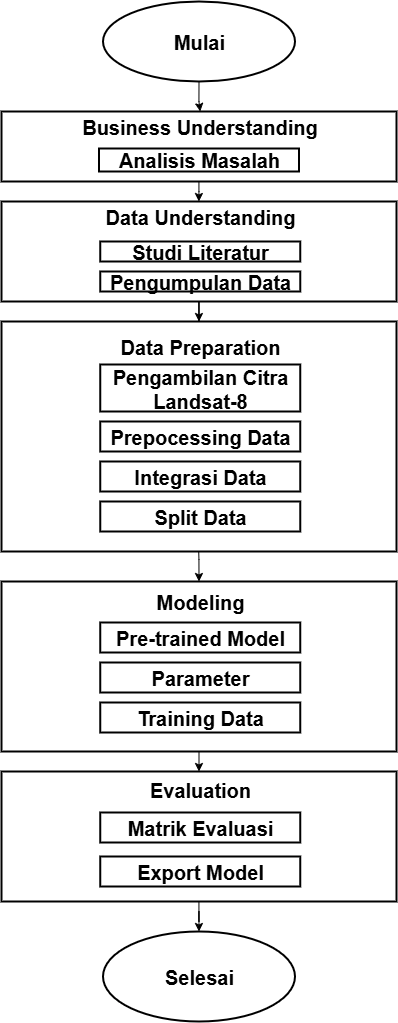 Mulai
Business Understanding
Analisis Masalah
Data Understanding
Studi Literatur
Pengumpulan Data
Data Preparation
Pengambilan Citra
Landsat-8
Prepocessing Data
Integrasi Data
Split Data
Modeling
Pre-trained Model
Parameter
Training Data
Evaluation
Matrik Evaluasi
Export Model
Selesai